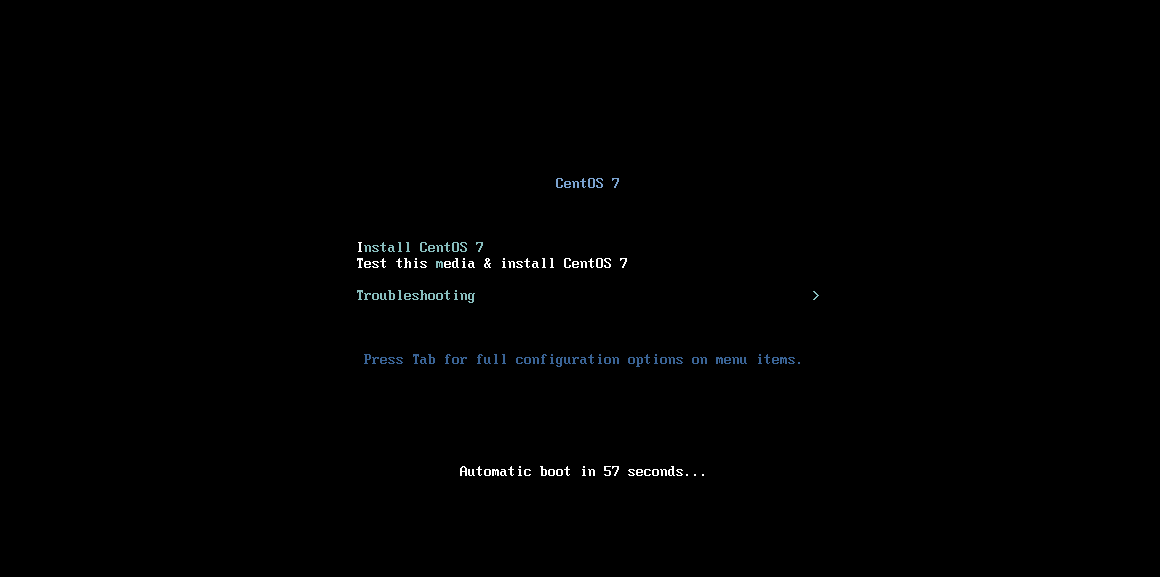 CentOS 7
Install CentOS 7
Test this media & install CentOS 7
Troubleshooting >
Press Tab for full configuration options on menu items.
Automatic boot in 57 seconds...